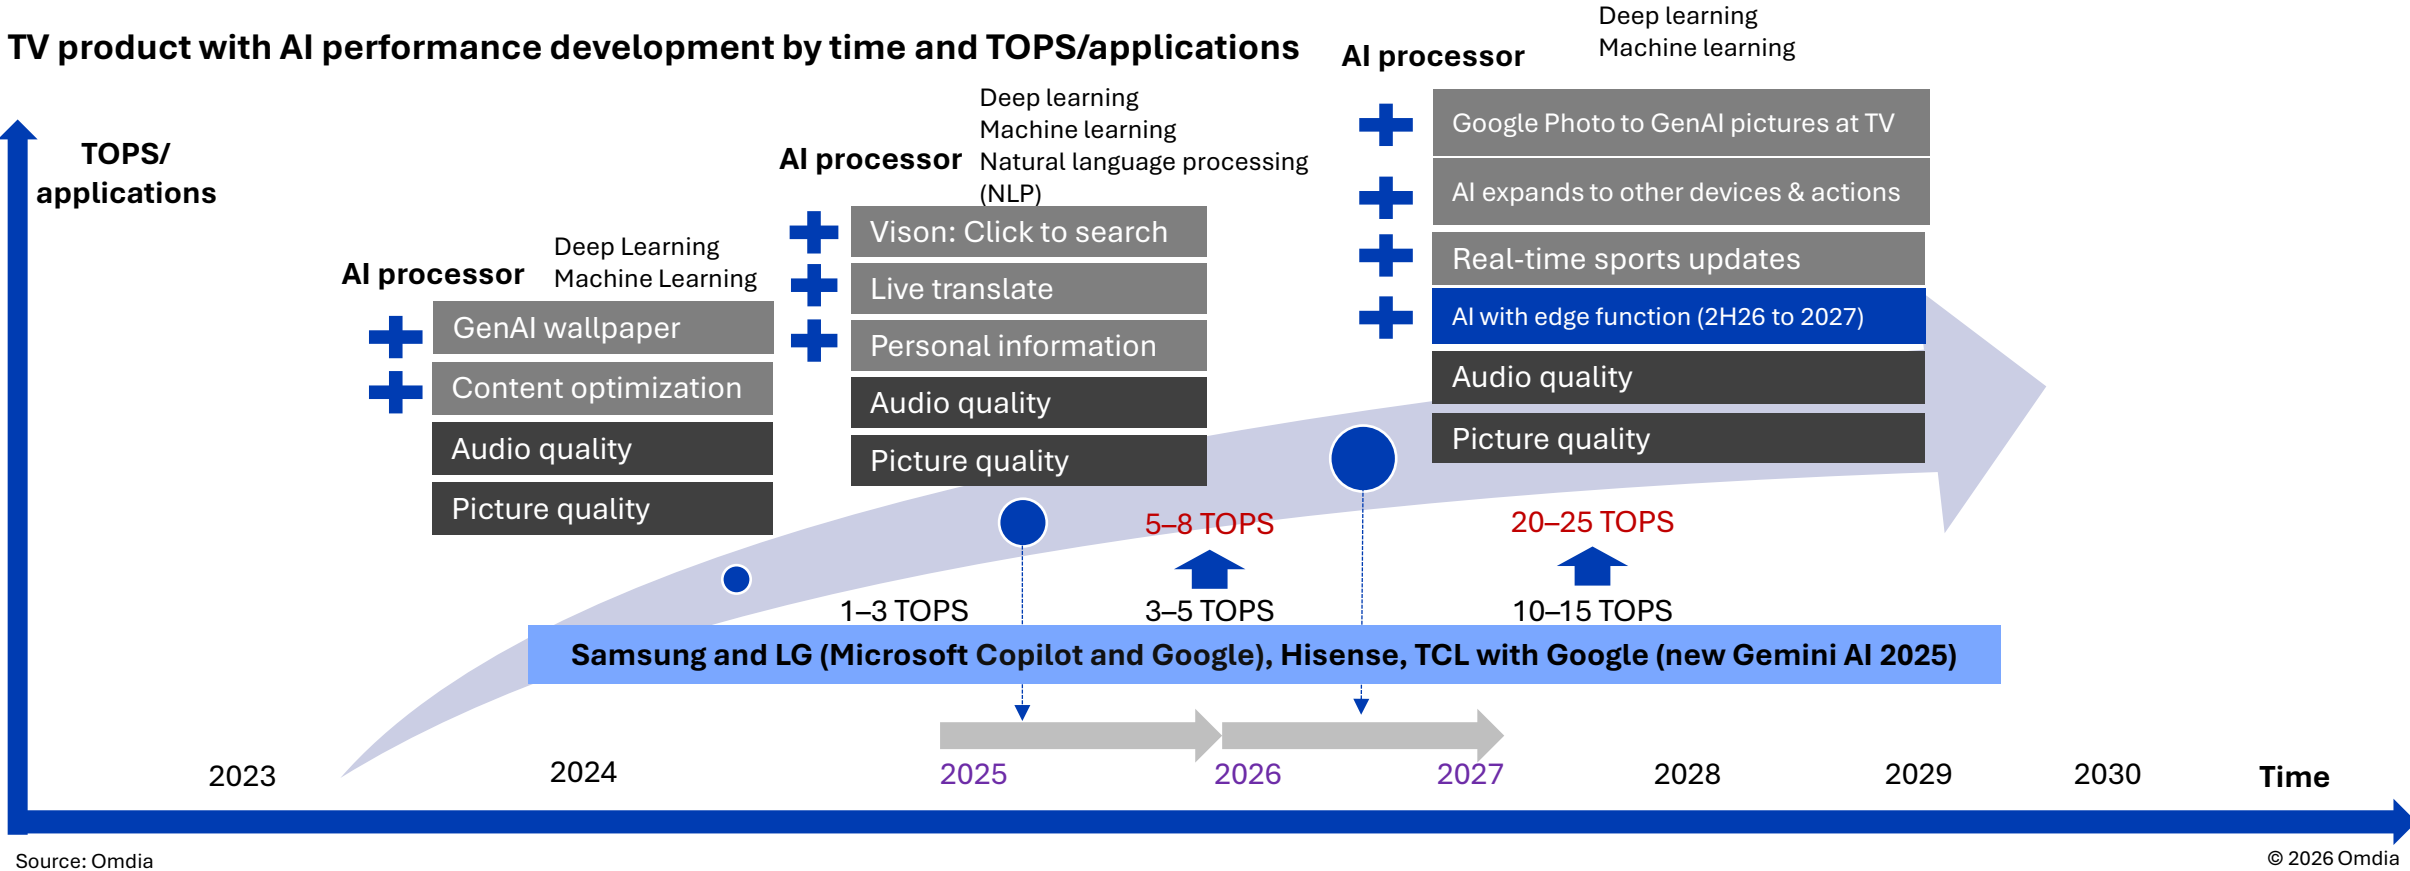 TV product with AI performance development by time and TOPS/applications
TOPS/
applications
AI processor
Deep Learning
Machine Learning
GenAI wallpaper
Content optimization
Audio quality
Picture quality
AI processor
Deep learning
Machine learning
Natural language processing
(NLP)
Vison: Click to search
Live translate
Personal information
Audio quality
Picture quality
AI processor
Deep learning
Machine learning
Google Photo to GenAI pictures at TV
AI expands to other devices & actions
Real-time sports updates
AI with edge function (2H26 to 2027)
Audio quality
Picture quality
5–8 TOPS
20–25 TOPS
1–3 TOPS
3–5 TOPS
10–15 TOPS
Samsung and LG (Microsoft Copilot and Google), Hisense, TCL with Google (new Gemini AI 2025)
2023
2024
2025
2026
2027
2028
2029
2030
Time
Source: Omdia
© 2026 Omdia